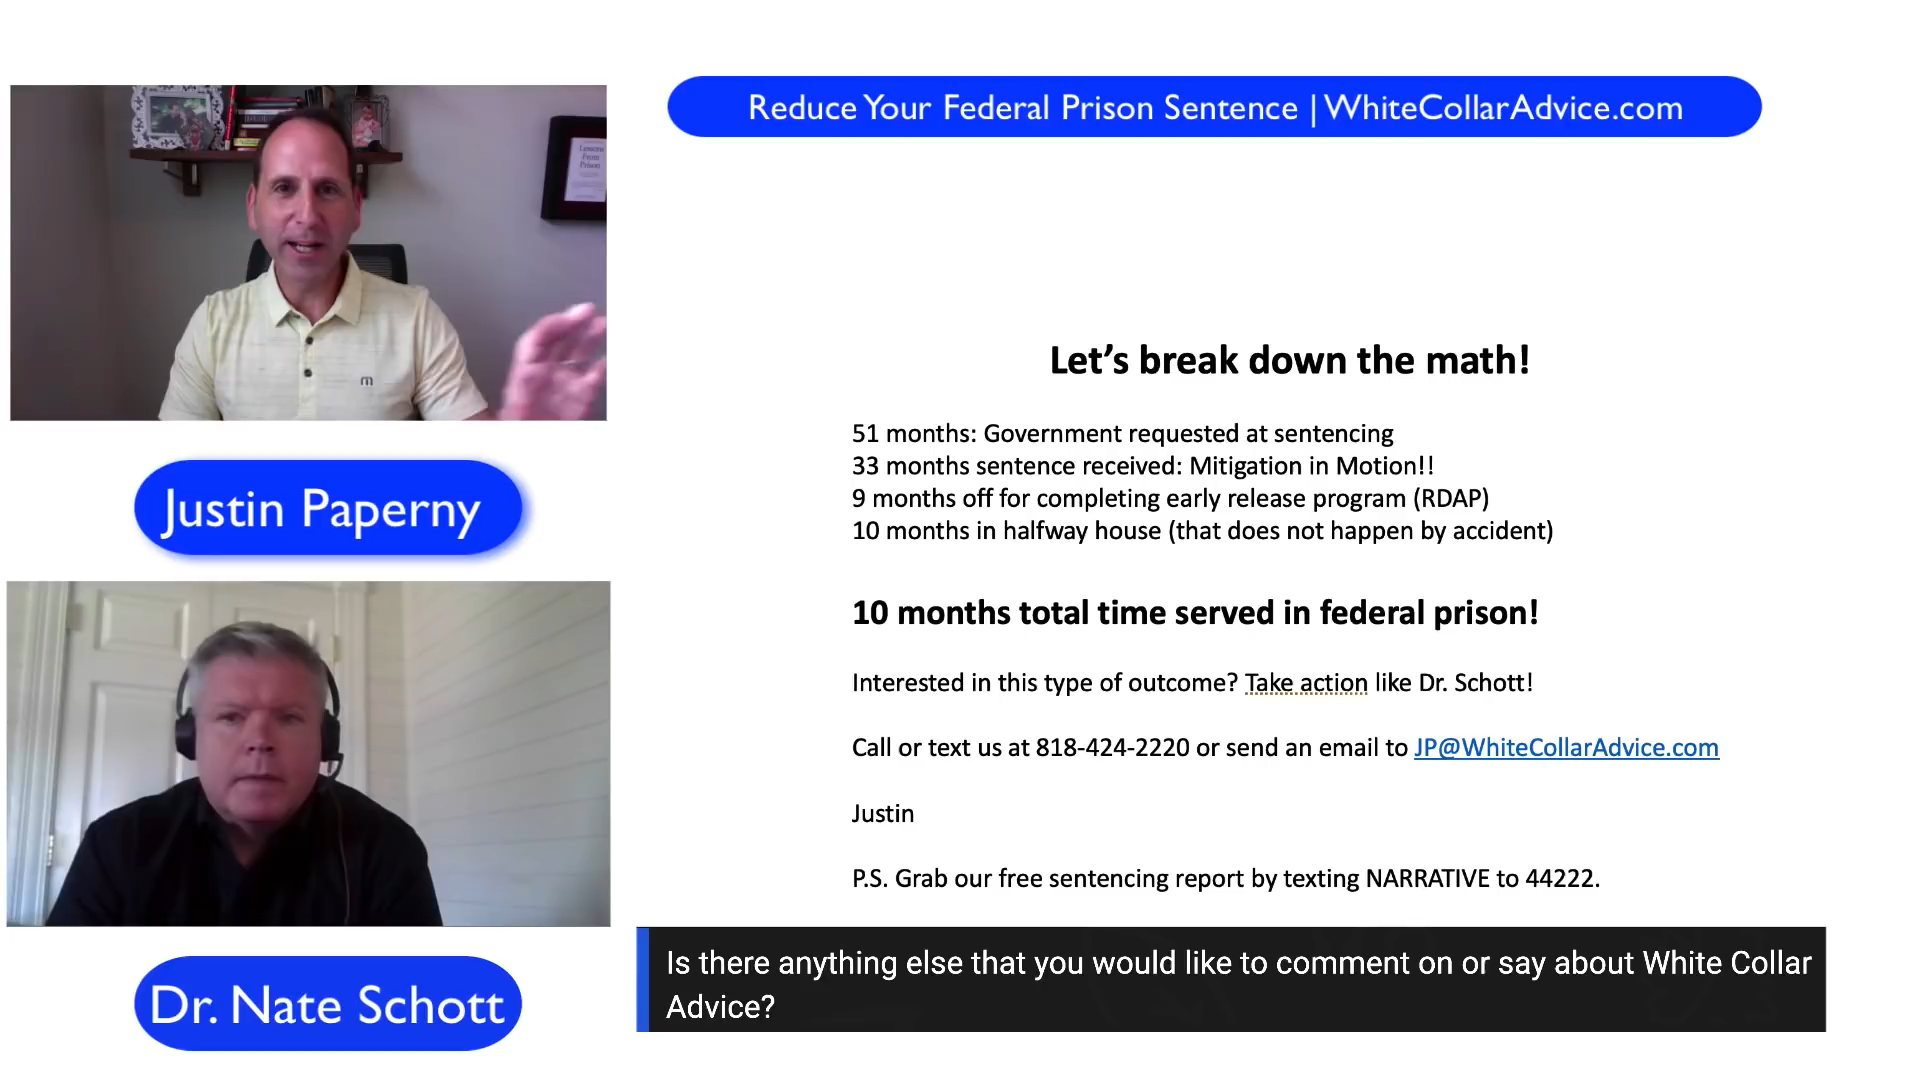 Reduce Your Federal Prison Sentence | WhiteCollarAdvice.com
Lessons
From
Prison
Justin Paperny
Dr. Nate Schott
Let's break down the math!
51 months: Government requested at sentencing
33 months sentence received: Mitigation in Motion!!
9 months off for completing early release program (RDAP)
10 months in halfway house (that does not happen by accident)
10 months total time served in federal prison!
Interested in this type of outcome? Take action like Dr. Schott!
Call or text us at 818-424-2220 or send an email to JP@WhiteCollarAdvice.com
Justin
P.S. Grab our free sentencing report by texting NARRATIVE to 44222.
Is there anything else that you would like to comment on or say about White Collar
Advice?